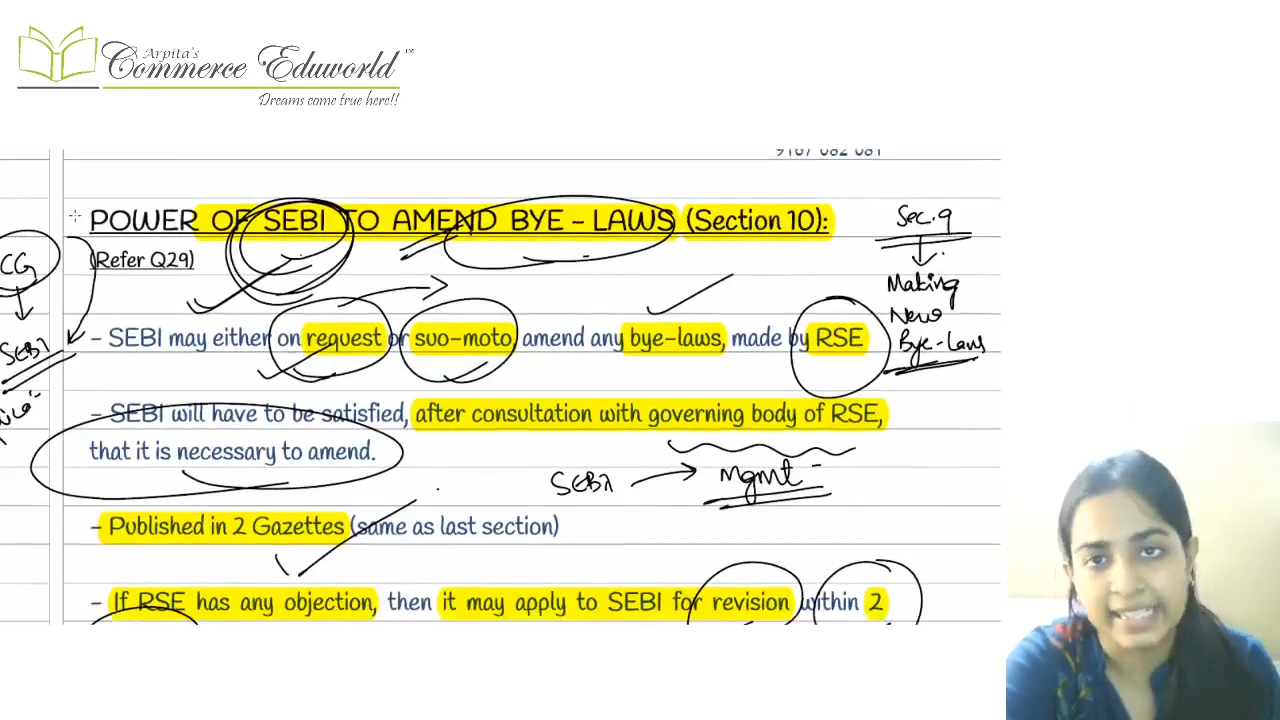 Arpita's
Commerce Eduworld™
Dreams come true here!!
POWER OF SEBI TO AMEND BYE – LAWS (Section 10):
Sec. 9
(Refer Q29)
CG
Making
New
Bye-Laws
SEBI
- SEBI may either on request or suo-moto amend any bye-laws, made by RSE
- SEBI will have to be satisfied, after consultation with governing body of RSE,
that it is necessary to amend.
SEBI → Mgmt
- Published in 2 Gazettes (same as last section)
- If RSE has any objection, then it may apply to SEBI for revision within 2